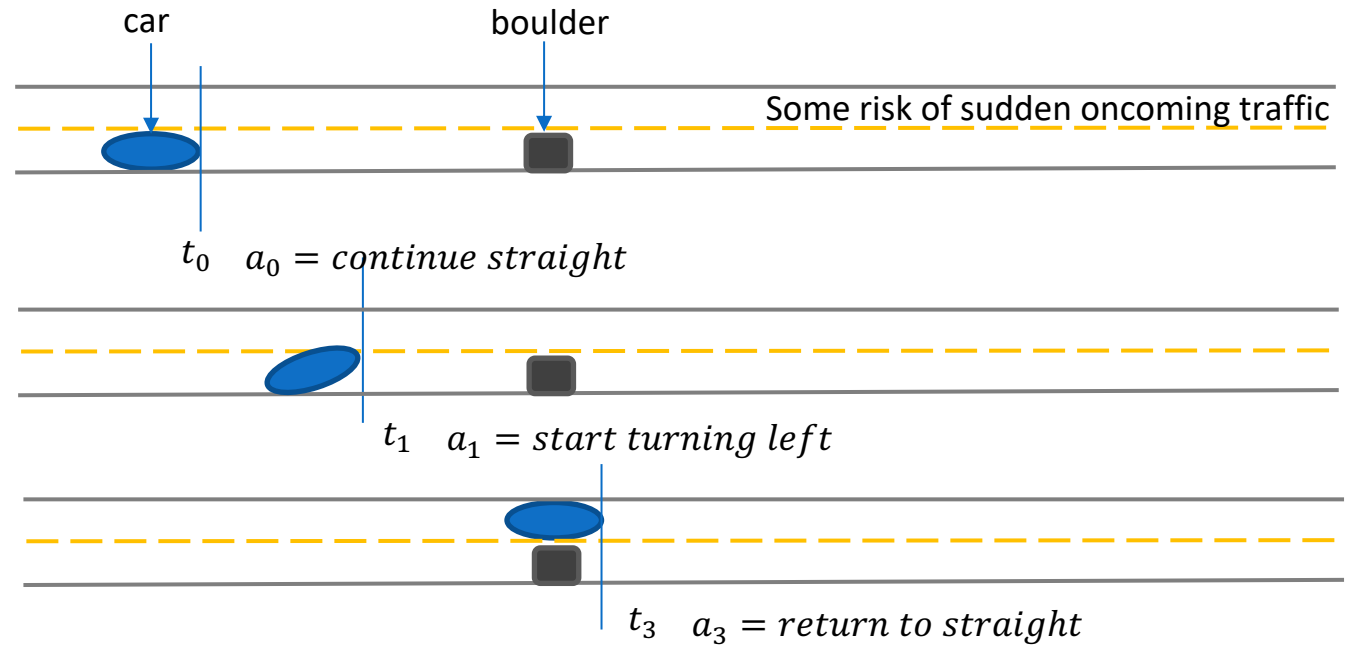 car
boulder
Some risk of sudden oncoming traffic
t₀ a₀ = continue straight
t₁ a₁ = start turning left
t₃ a₃ = return to straight